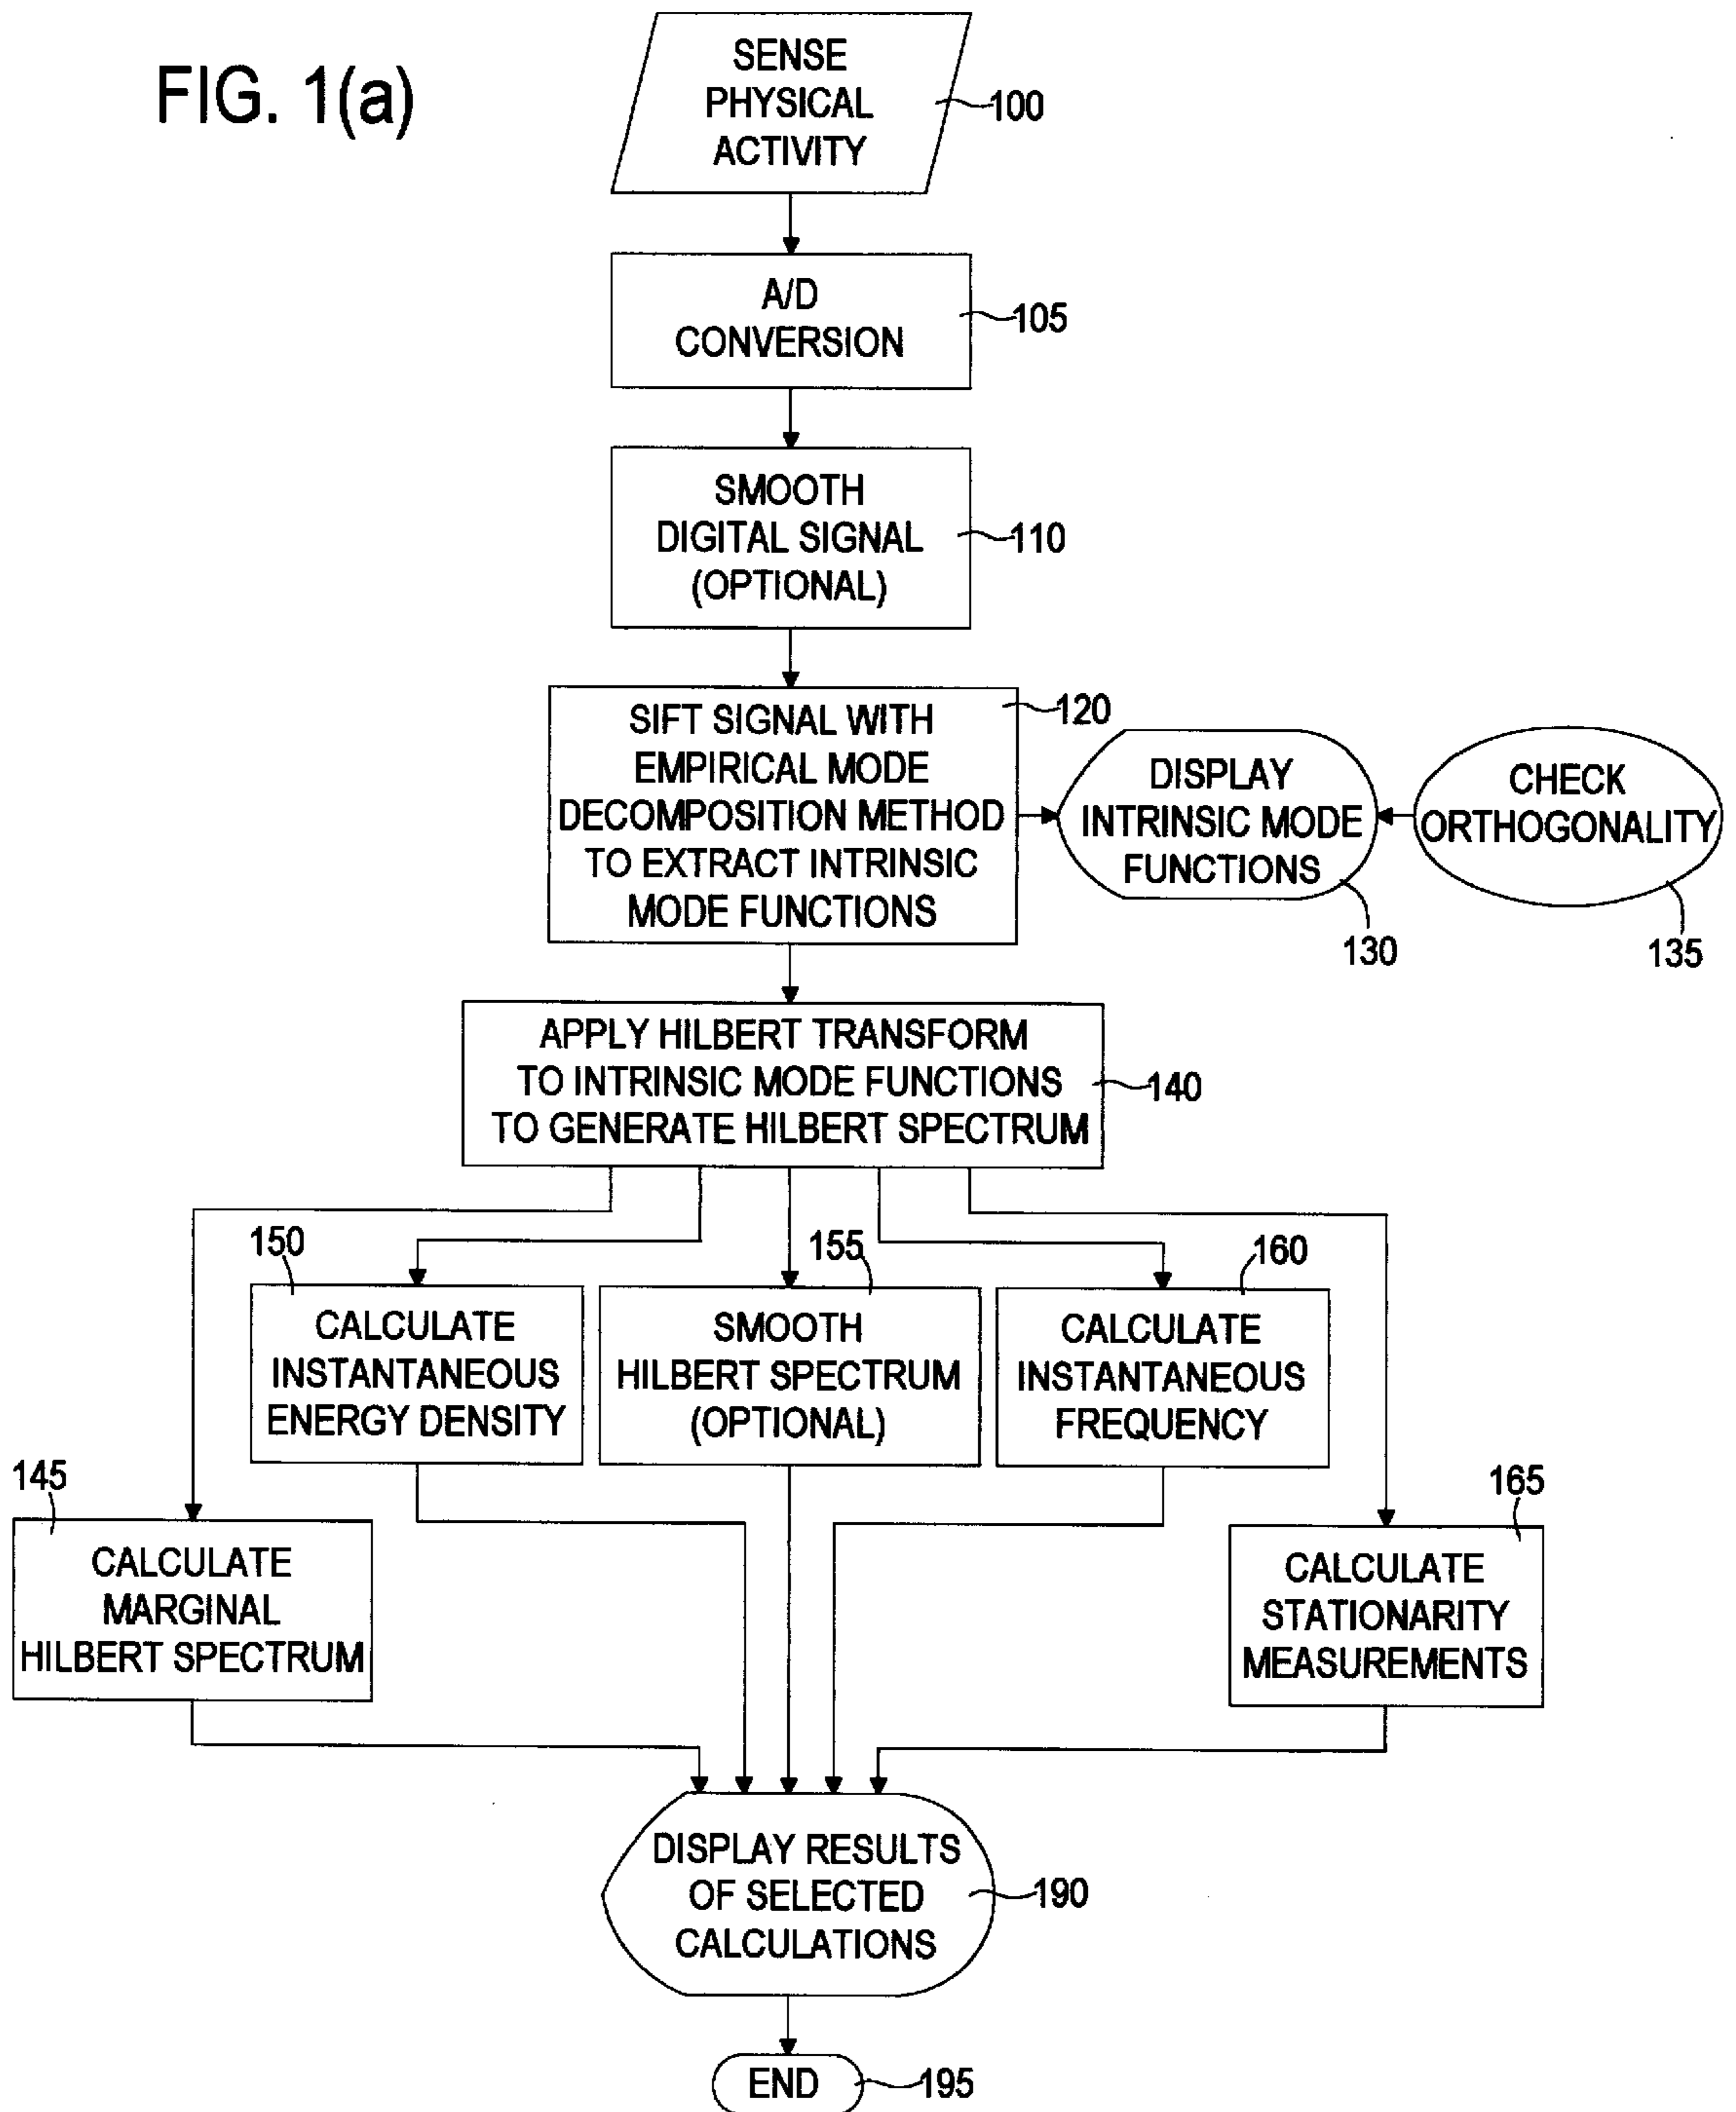 FIG. 1(a)
SENSE
PHYSICAL
ACTIVITY
100
A/D
CONVERSION
105
SMOOTH
DIGITAL SIGNAL
(OPTIONAL)
110
SIFT SIGNAL WITH
EMPIRICAL MODE
DECOMPOSITION METHOD
TO EXTRACT INTRINSIC
MODE FUNCTIONS
120
DISPLAY
INTRINSIC MODE
FUNCTIONS
130
CHECK
ORTHOGONALITY
135
APPLY HILBERT TRANSFORM
TO INTRINSIC MODE FUNCTIONS
TO GENERATE HILBERT SPECTRUM
140
150
CALCULATE
INSTANTANEOUS
ENERGY DENSITY
155
SMOOTH
HILBERT SPECTRUM
(OPTIONAL)
160
CALCULATE
INSTANTANEOUS
FREQUENCY
145
CALCULATE
MARGINAL
HILBERT SPECTRUM
165
CALCULATE
STATIONARITY
MEASUREMENTS
DISPLAY RESULTS
OF SELECTED
CALCULATIONS
190
END
195